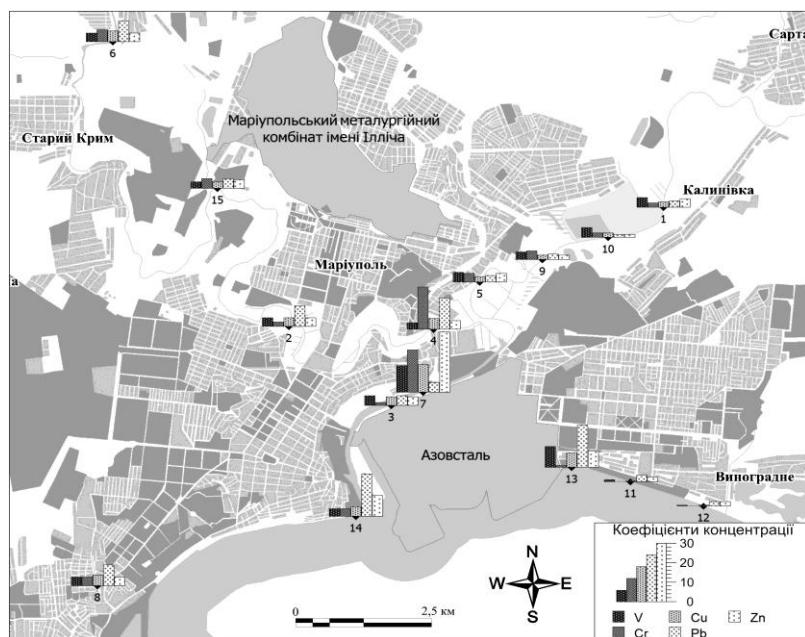 6
Сарта
Маріупольський металургійний
комбінат імені Ілліча
Старий Крим
15
Калинівка
1
10
Маріуполь
9
а
5
2
4
7
3
Азовсталь
13
11
Виноградне
12
14
8
N
W E
S
0 2,5 км
Коефіцієнти концентрації
30
20
10
0
V Cu Zn
Cr Pb